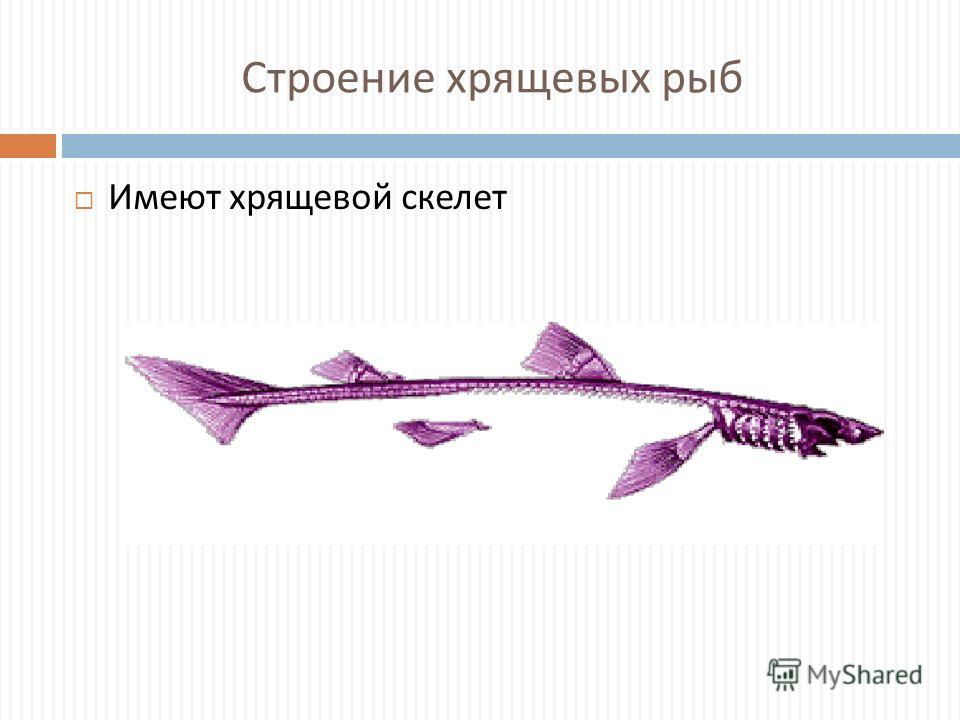 Строение хрящевых рыб
Имеют хрящевой скелет
MyShared